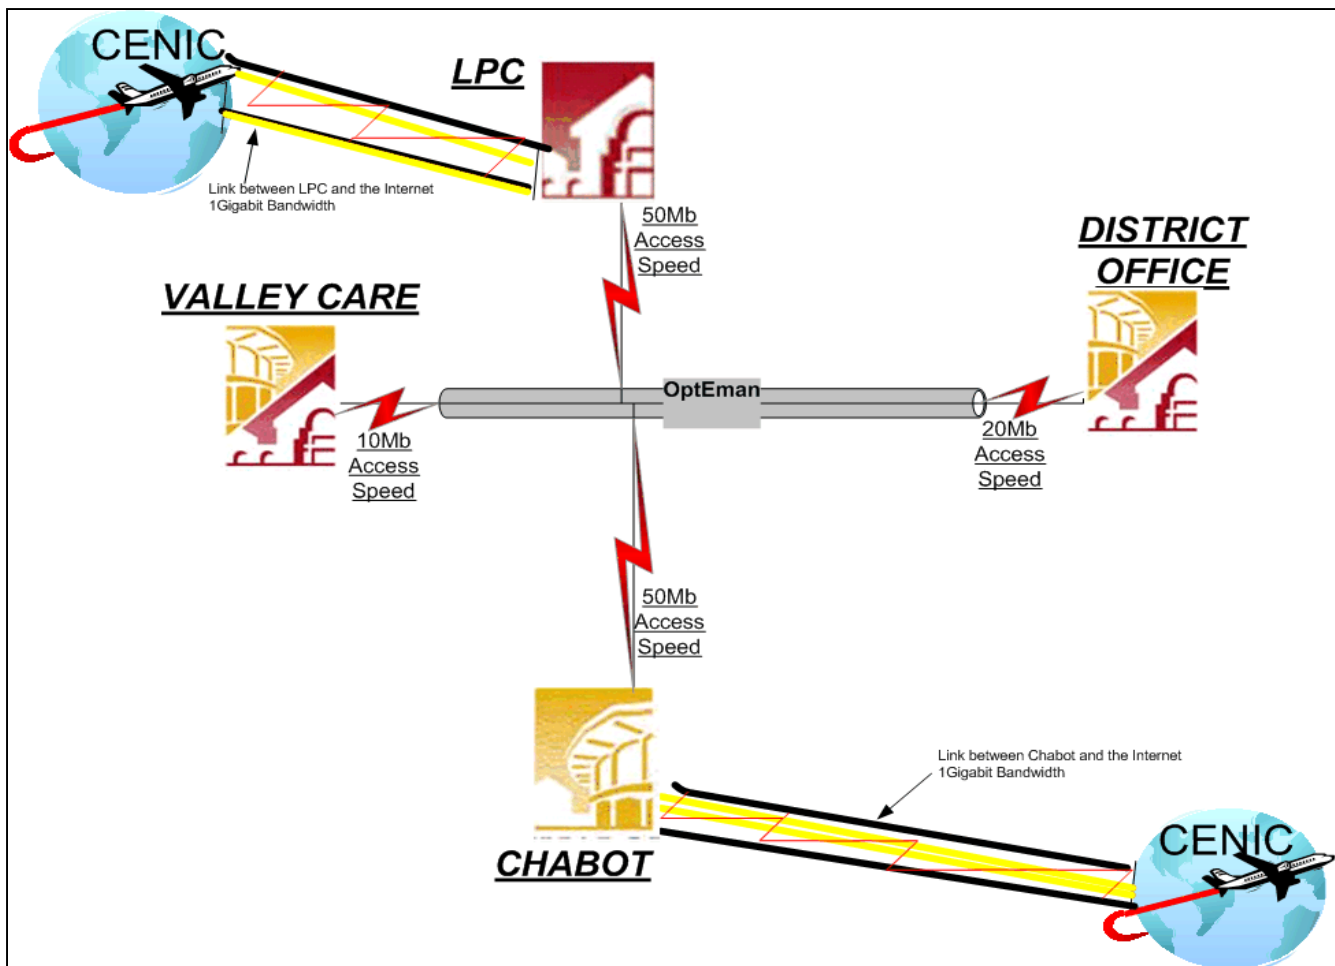 CENIC
LPC
Link between LPC and the Internet
1Gigabit Bandwidth
50Mb
Access
Speed
DISTRICT
OFFICE
VALLEY CARE
OptEman
10Mb
Access
Speed
20Mb
Access
Speed
50Mb
Access
Speed
Link between Chabot and the Internet
1Gigabit Bandwidth
CHABOT
CENIC